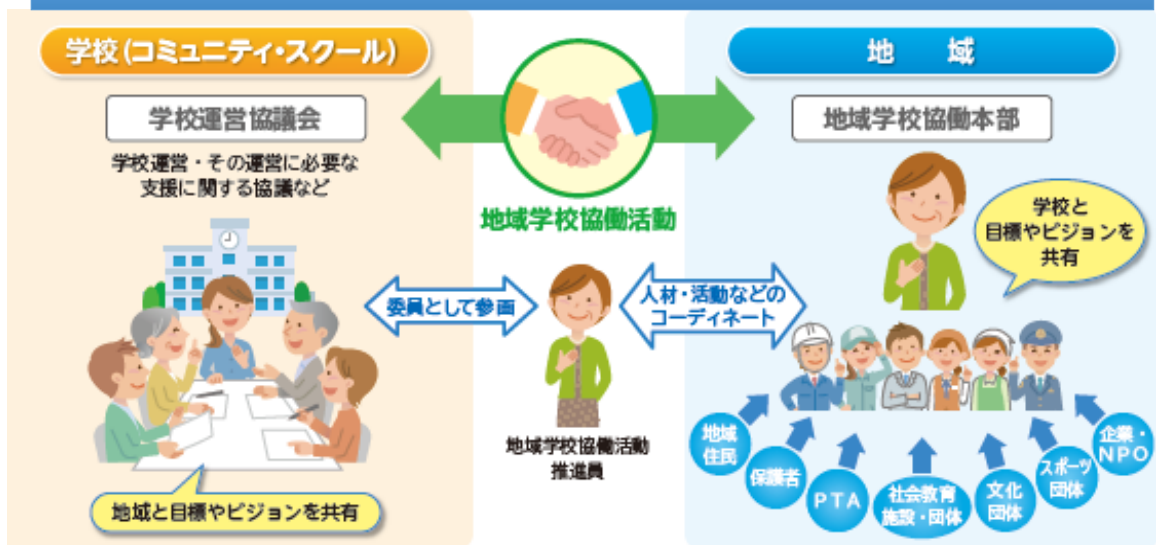 学校(コミュニティ・スクール)
学校運営協議会
学校運営・その運営に必要な
支援に関する協議など
地域と目標やビジョンを共有
地域学校協働活動
委員として参画
人材・活動などの
コーディネート
地域学校協働活動
推進員
地域
地域学校協働本部
学校と
目標やビジョンを
共有
地域
住民
保護者
PTA
社会教育
施設・団体
文化
団体
スポーツ
団体
企業・
NPO